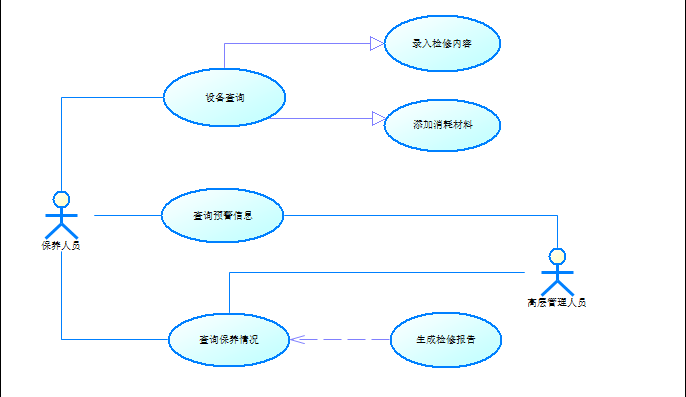 录入检修内容
设备查询
添加消耗材料
查询预警信息
保养人员
高层管理人员
查询保养情况
生成检修报告